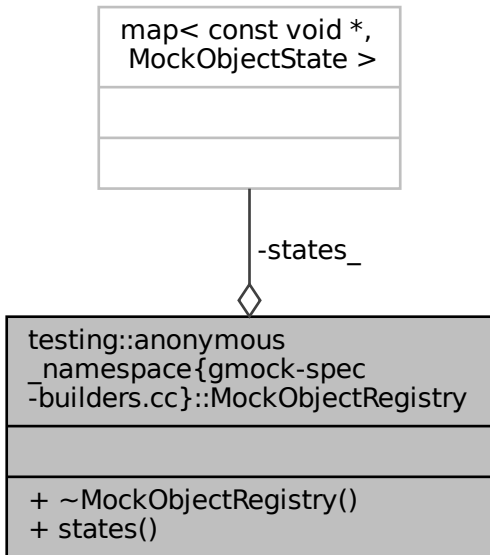 map< const void *,
MockObjectState >
-states_
testing::anonymous
_namespace{gmock-spec
-builders.cc}::MockObjectRegistry
+ ~MockObjectRegistry()
+ states()